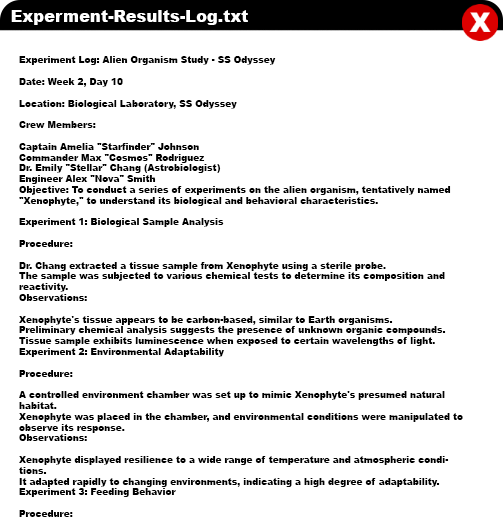 Experment-Results-Log.txt
X
Experiment Log: Alien Organism Study - SS Odyssey
Date: Week 2, Day 10
Location: Biological Laboratory, SS Odyssey
Crew Members:
Captain Amelia "Starfinder" Johnson
Commander Max "Cosmos" Rodriguez
Dr. Emily "Stellar" Chang (Astrobiologist)
Engineer Alex "Nova" Smith
Objective: To conduct a series of experiments on the alien organism, tentatively named
"Xenophyte," to understand its biological and behavioral characteristics.
Experiment 1: Biological Sample Analysis
Procedure:
Dr. Chang extracted a tissue sample from Xenophyte using a sterile probe.
The sample was subjected to various chemical tests to determine its composition and
reactivity.
Observations:
Xenophyte's tissue appears to be carbon-based, similar to Earth organisms.
Preliminary chemical analysis suggests the presence of unknown organic compounds.
Tissue sample exhibits luminescence when exposed to certain wavelengths of light.
Experiment 2: Environmental Adaptability
Procedure:
A controlled environment chamber was set up to mimic Xenophyte's presumed natural
habitat.
Xenophyte was placed in the chamber, and environmental conditions were manipulated to
observe its response.
Observations:
Xenophyte displayed resilience to a wide range of temperature and atmospheric condi-
tions.
It adapted rapidly to changing environments, indicating a high degree of adaptability.
Experiment 3: Feeding Behavior
Procedure: